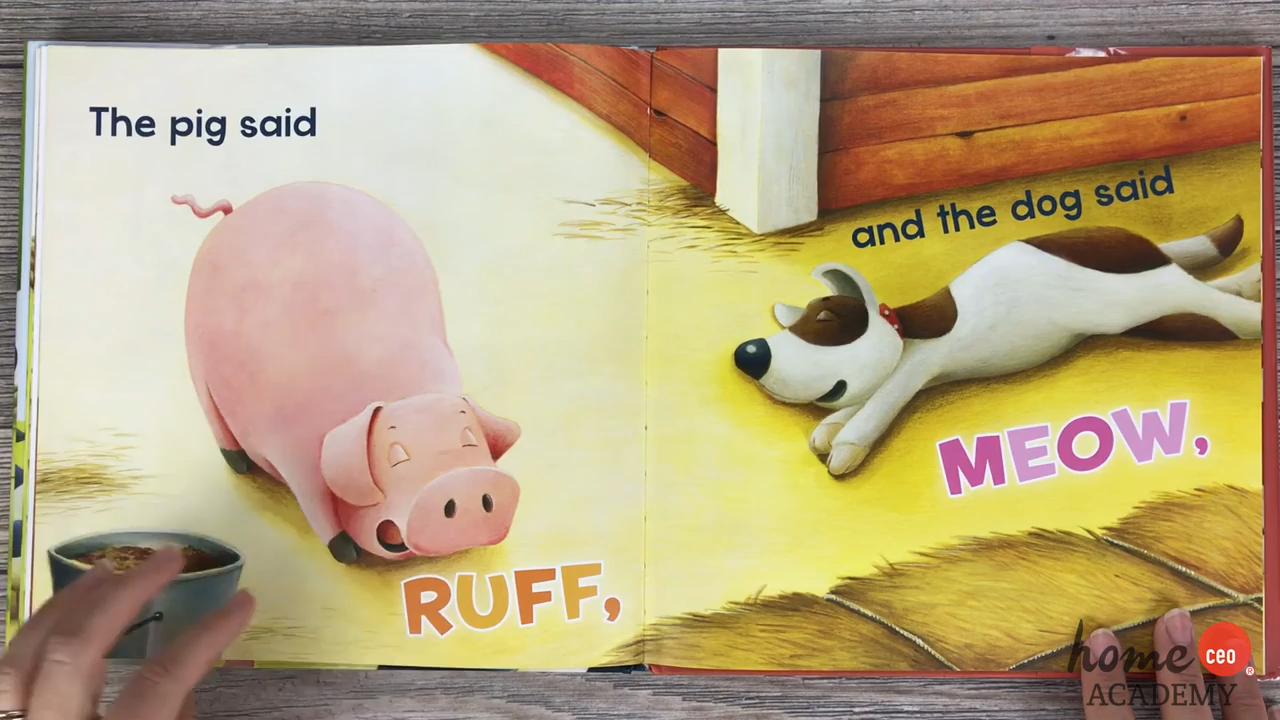 The pig said
RUFF,
and the dog said
MEOW,
home ceo ®
ACADEMY